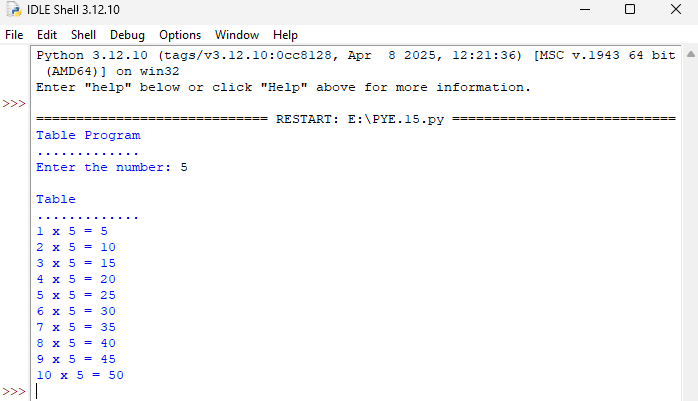 IDLE Shell 3.12.10
File Edit Shell Debug Options Window Help
Python 3.12.10 (tags/v3.12.10:0cc8128, Apr  8 2025, 12:21:36) [MSC v.1943 64 bit
 (AMD64)] on win32
Enter "help" below or click "Help" above for more information.
>>>
============================= RESTART: E:\PYE.15.py ============================
Table Program
.............
Enter the number: 5
Table
.............
1 x 5 = 5
2 x 5 = 10
3 x 5 = 15
4 x 5 = 20
5 x 5 = 25
6 x 5 = 30
7 x 5 = 35
8 x 5 = 40
9 x 5 = 45
10 x 5 = 50
>>>